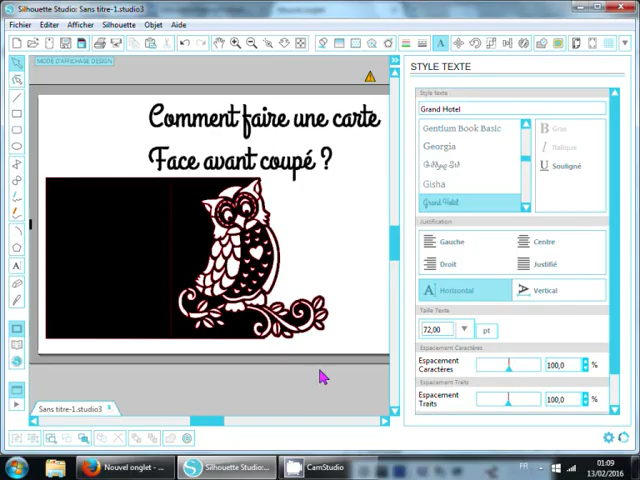 Silhouette Studio: Sans titre-1.studio3
Fichier Editer Afficher Silhouette Objet Aide
MODE D'AFFICHAGE DESIGN
STYLE TEXTE
Comment faire une carte
Face avant coupé ?
Style texte
Grand Hotel
Gentium Book Basic
Georgia
Gisha
Grand Hotel
B Gras
I Italique
U Souligné
Justification
Gauche Centre
Droit Justifié
Horizontal Vertical
Taille Texte
72,00 pt
Espacement Caractères
Espacement
Caractères
100,0 %
Espacement Traits
Espacement
Traits
100,0 %
Sans titre-1.studio3
Nouvel onglet - ...
Silhouette Studio: ...
CamStudio
FR
01:09
13/02/2016